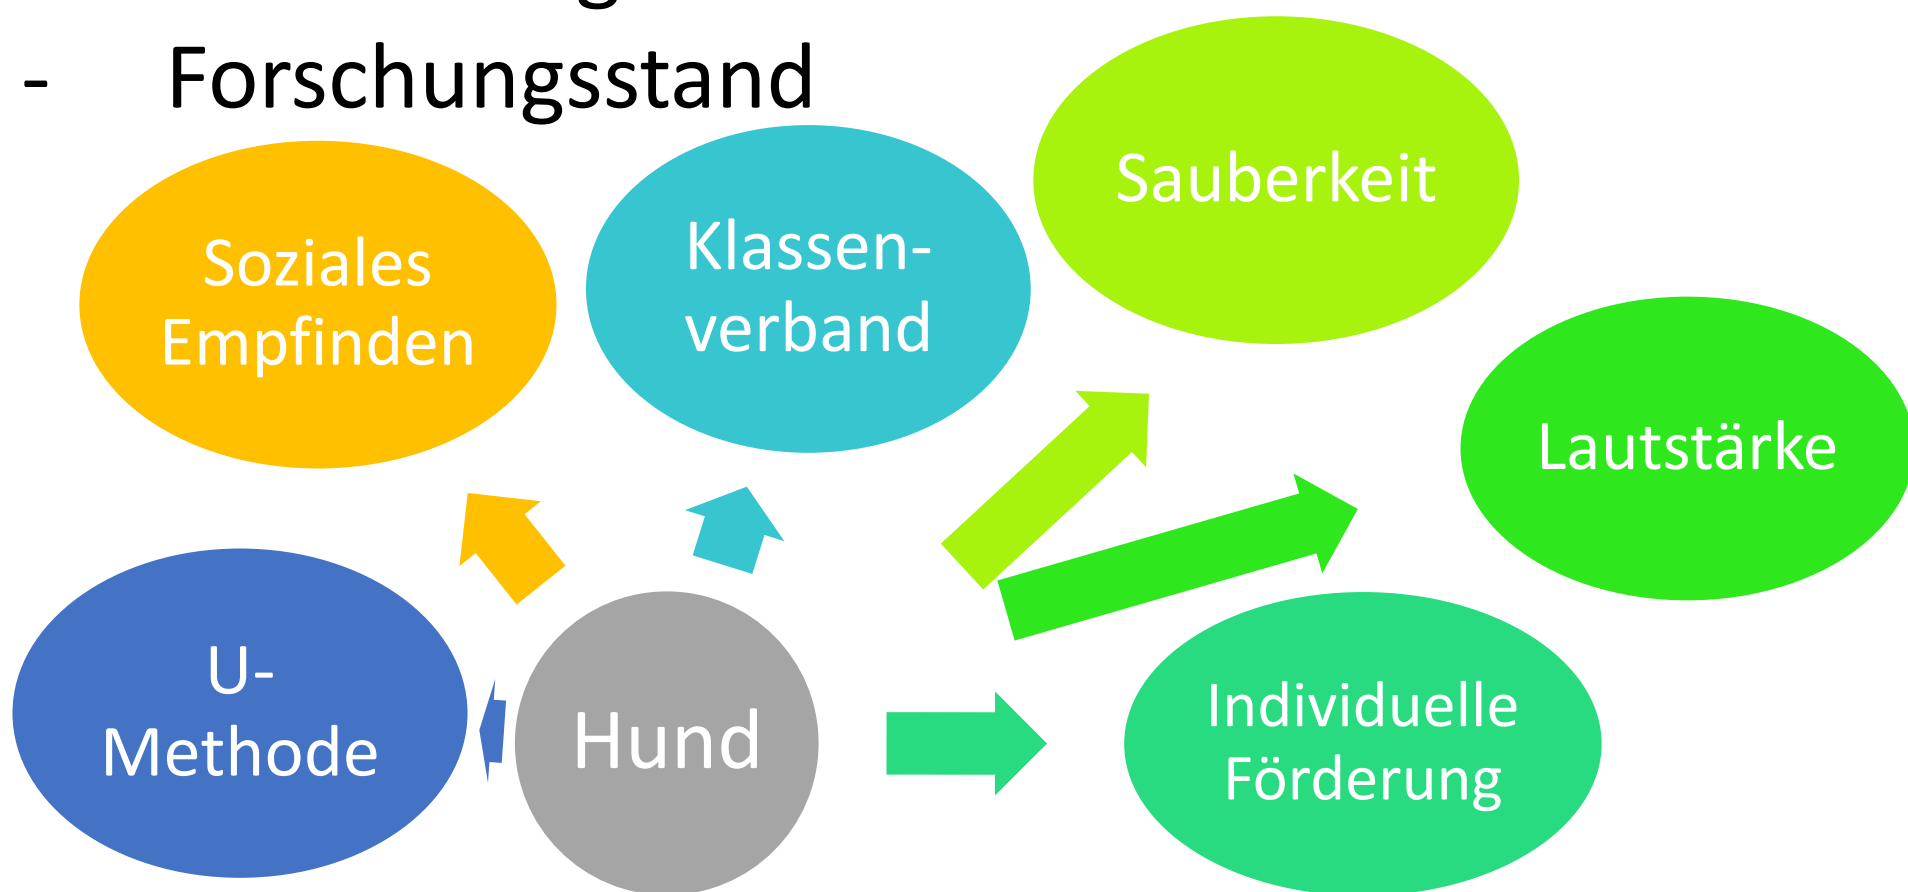 - Forschungsstand
Soziales
Empfinden
Klassen-
verband
Sauberkeit
Lautstärke
U-
Methode
Hund
Individuelle
Förderung